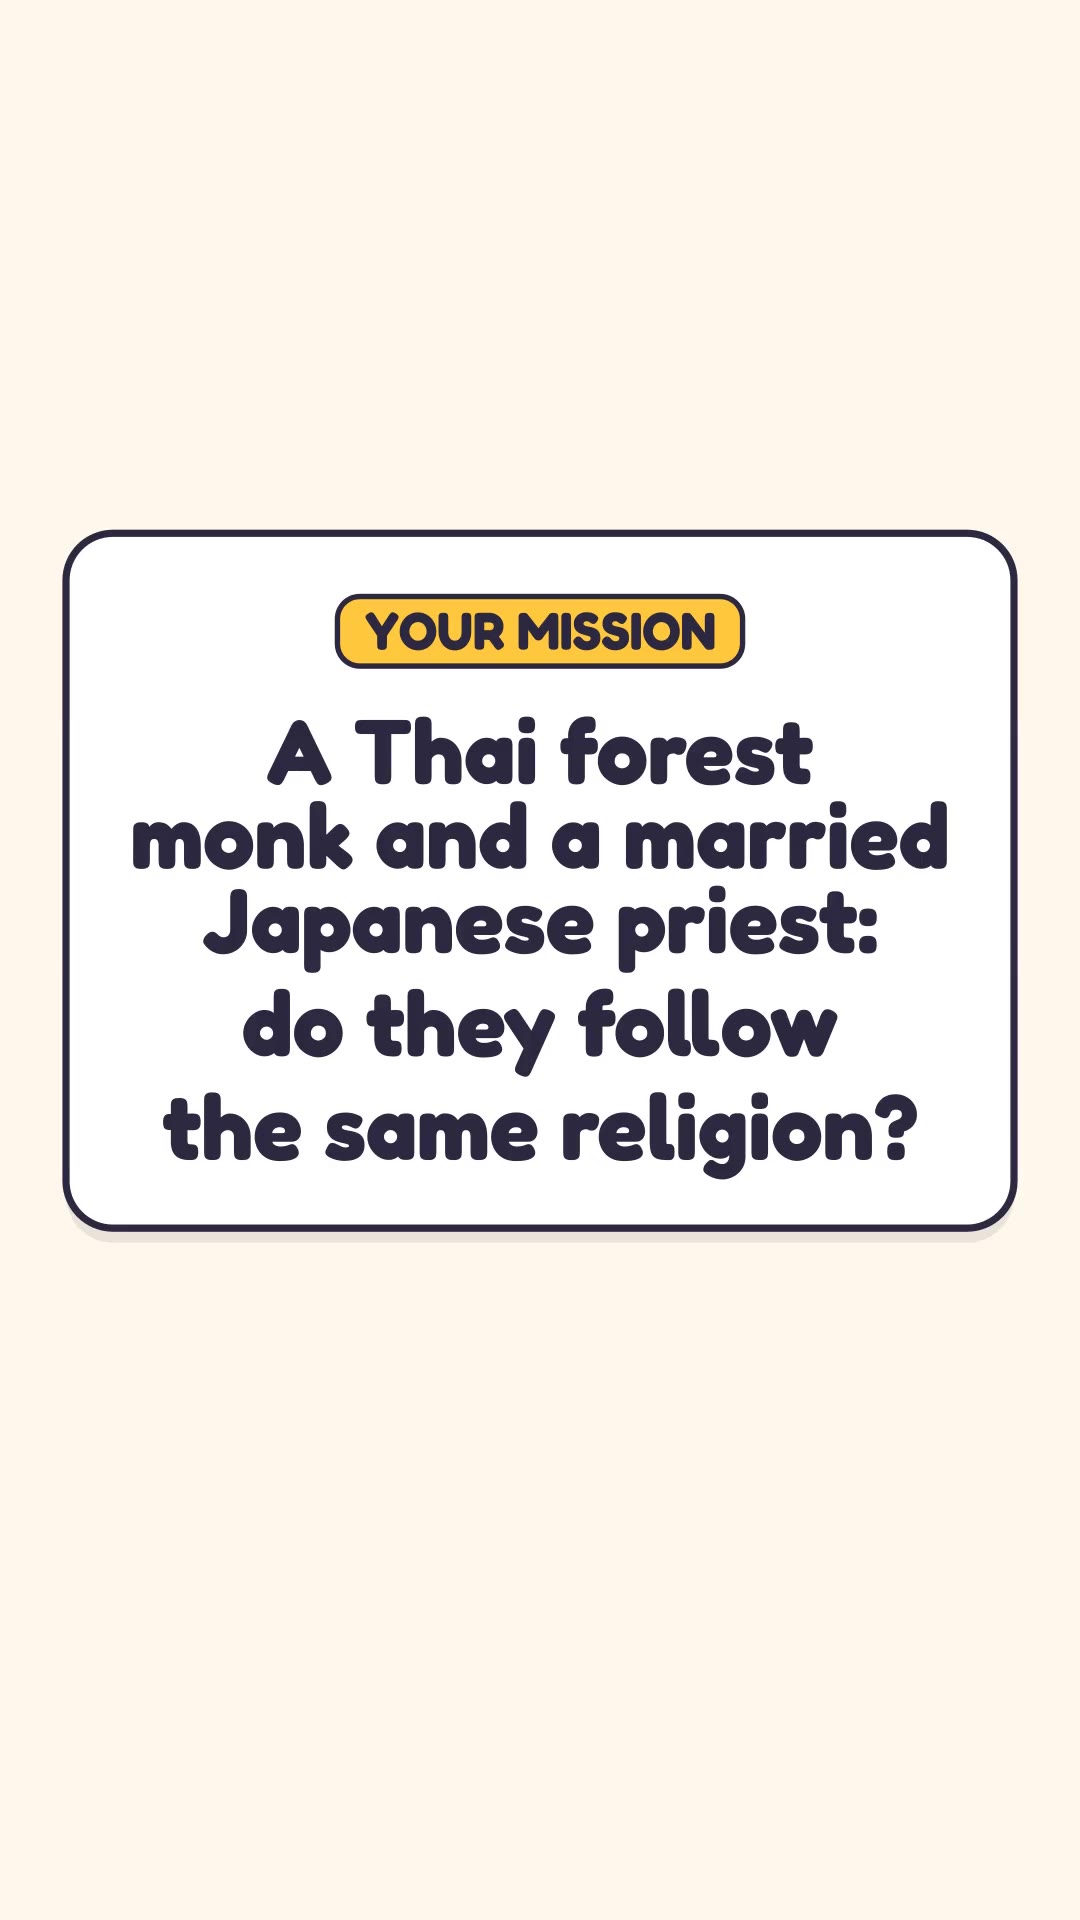 YOUR MISSION
A Thai forest
monk and a married
Japanese priest:
do they follow
the same religion?